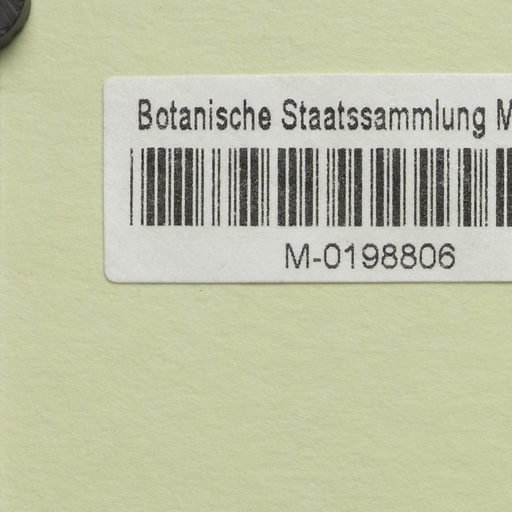 Botanische Staatssammlung M
M-0198806